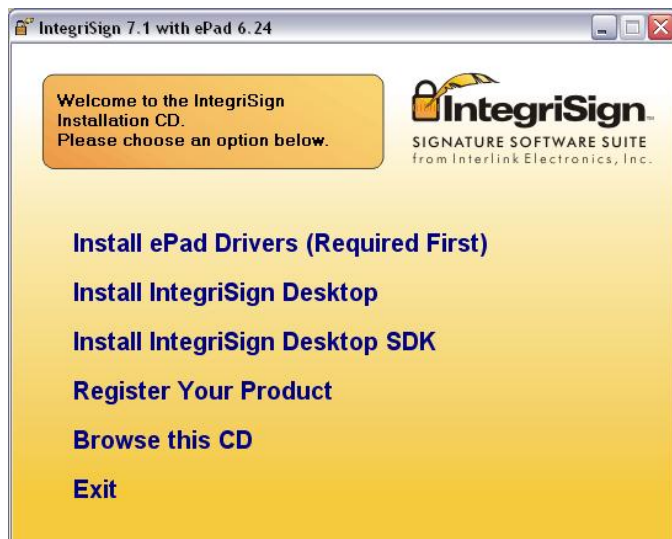 IntegriSign 7.1 with ePad 6.24
Welcome to the IntegriSign
Installation CD.
Please choose an option below.
IntegriSign™
SIGNATURE SOFTWARE SUITE
from Interlink Electronics, Inc.
Install ePad Drivers (Required First)
Install IntegriSign Desktop
Install IntegriSign Desktop SDK
Register Your Product
Browse this CD
Exit